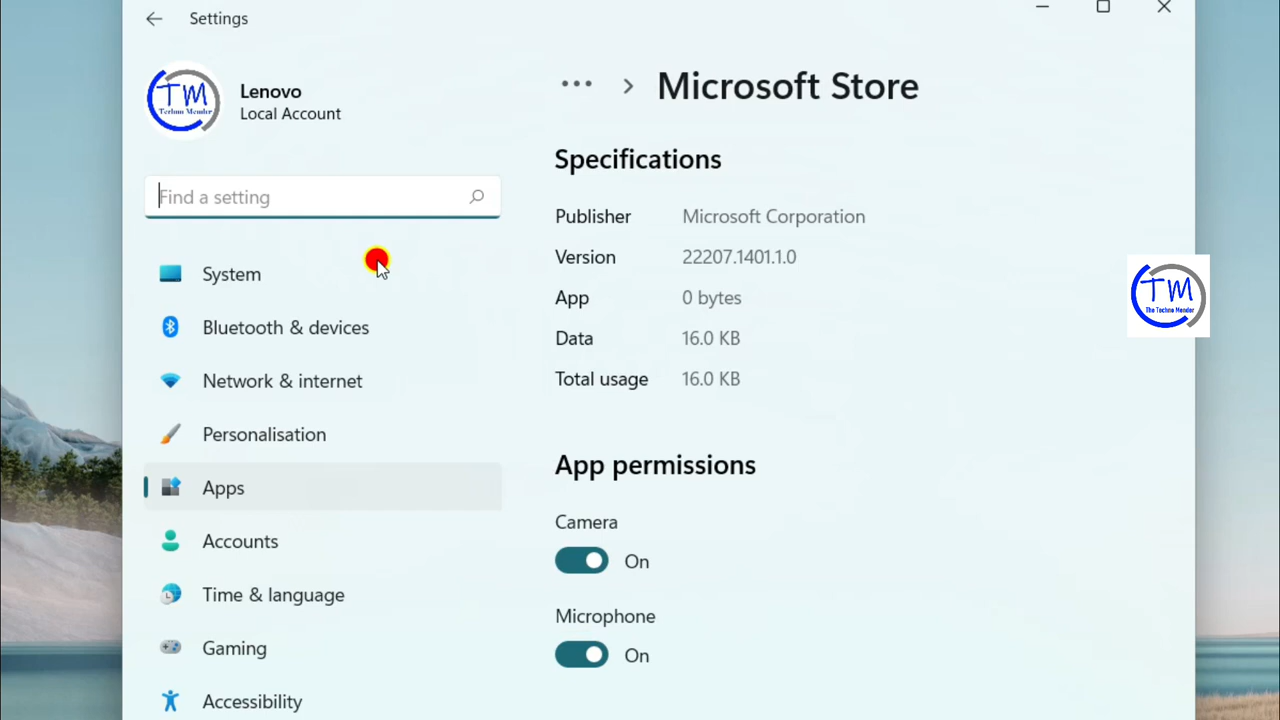 Settings
TM
Techno Mender
Lenovo
Local Account
Find a setting
System
Bluetooth & devices
Network & internet
Personalisation
Apps
Accounts
Time & language
Gaming
Accessibility
... > Microsoft Store
Specifications
Publisher Microsoft Corporation
Version 22207.1401.1.0
App 0 bytes
Data 16.0 KB
Total usage 16.0 KB
App permissions
Camera
On
Microphone
On
TM
The Techno Mender